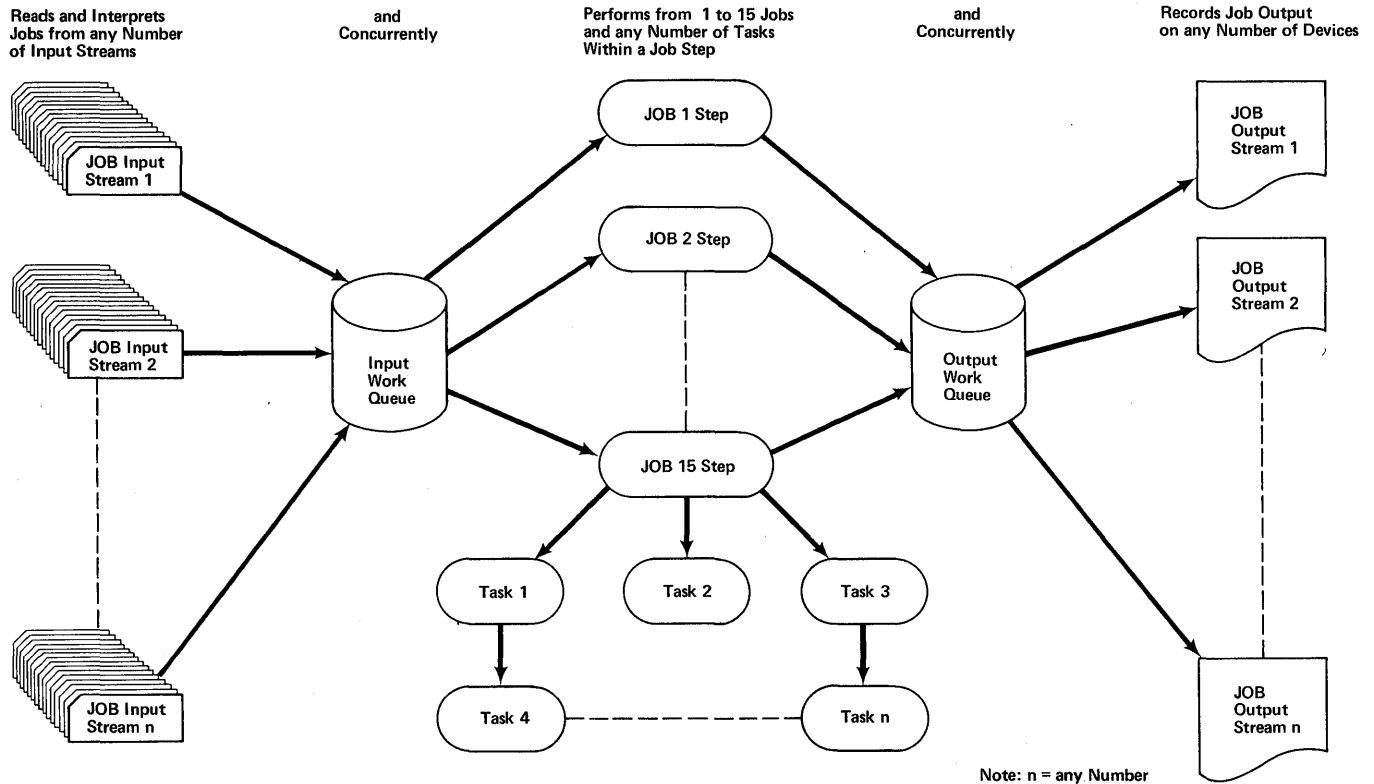 Reads and Interprets
Jobs from any Number
of Input Streams
and
Concurrently
Performs from 1 to 15 Jobs
and any Number of Tasks
Within a Job Step
and
Concurrently
Records Job Output
on any Number of Devices
JOB Input
Stream 1
JOB 1 Step
JOB
Output
Stream 1
JOB 2 Step
JOB
Output
Stream 2
JOB Input
Stream 2
Input
Work
Queue
Output
Work
Queue
JOB 15 Step
Task 1
Task 2
Task 3
JOB Input
Stream n
Task 4
Task n
JOB
Output
Stream n
Note: n = any Number